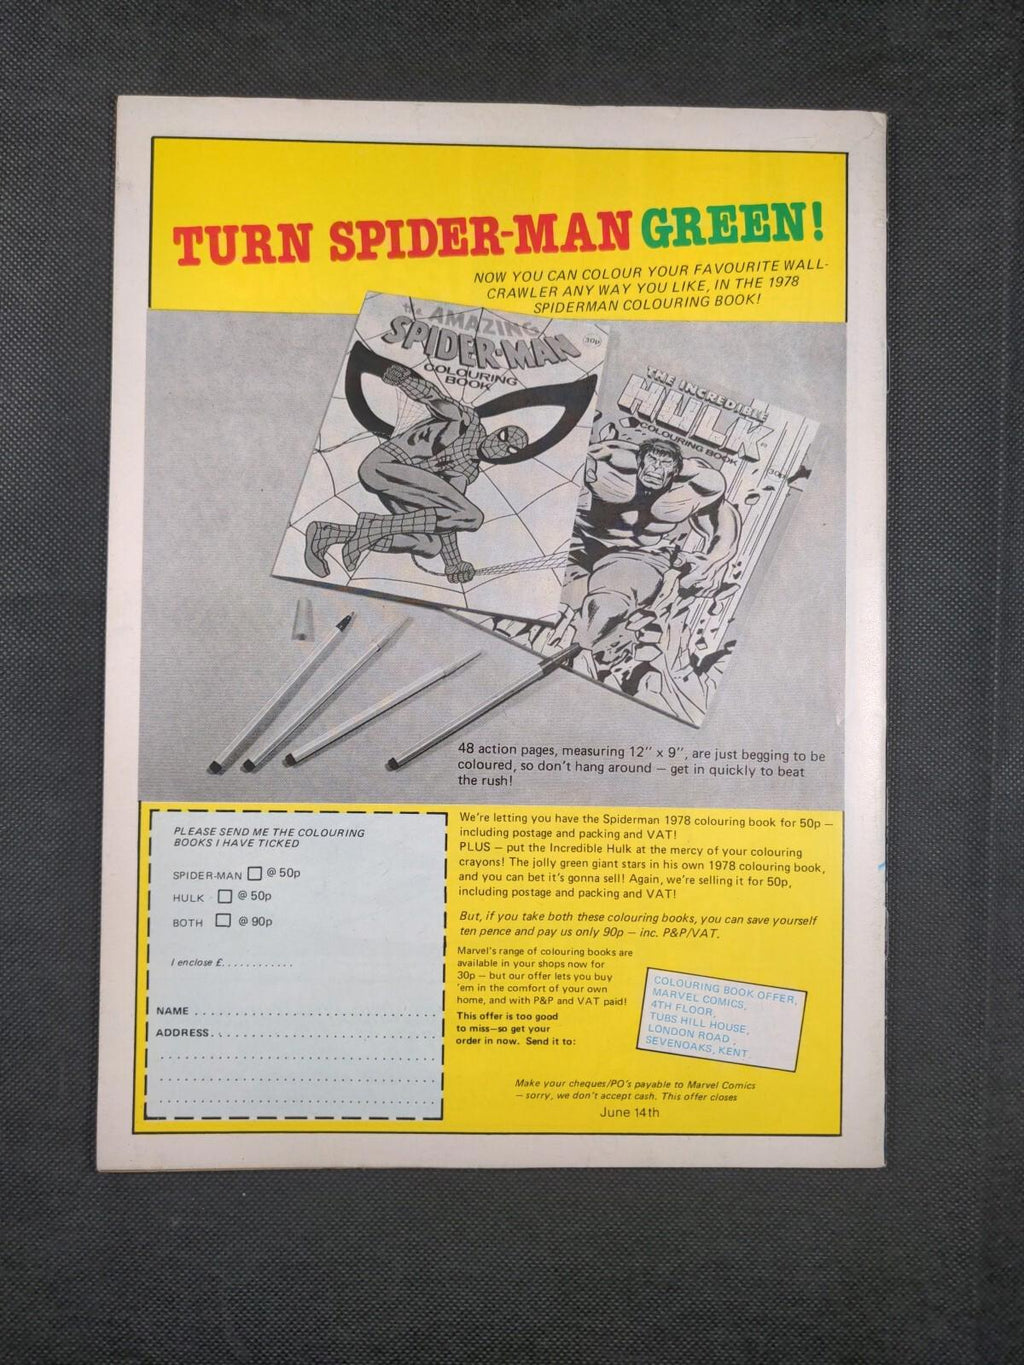 TURN SPIDER-MAN GREEN!
NOW YOU CAN COLOUR YOUR FAVOURITE WALL-
CRAWLER ANY WAY YOU LIKE, IN THE 1978
SPIDERMAN COLOURING BOOK!
the AMAZING
SPIDER-MAN
COLOURING
BOOK
30p
THE INCREDIBLE
HULK
COLOURING BOOK
30p
48 action pages, measuring 12" x 9", are just begging to be
coloured, so don't hang around — get in quickly to beat
the rush!
PLEASE SEND ME THE COLOURING
BOOKS I HAVE TICKED
SPIDER-MAN @ 50p
HULK @ 50p
BOTH @ 90p
I enclose £............
NAME
ADDRESS
We're letting you have the Spiderman 1978 colouring book for 50p —
including postage and packing and VAT!
PLUS — put the Incredible Hulk at the mercy of your colouring
crayons! The jolly green giant stars in his own 1978 colouring book,
and you can bet it's gonna sell! Again, we're selling it for 50p,
including postage and packing and VAT!
But, if you take both these colouring books, you can save yourself
ten pence and pay us only 90p — inc. P&P/VAT.
Marvel's range of colouring books are
available in your shops now for
30p — but our offer lets you buy
'em in the comfort of your own
home, and with P&P and VAT paid!
This offer is too good
to miss—so get your
order in now. Send it to:
COLOURING BOOK OFFER,
MARVEL COMICS,
4TH FLOOR,
TUBS HILL HOUSE,
LONDON ROAD,
SEVENOAKS, KENT.
Make your cheques/PO's payable to Marvel Comics
— sorry, we don't accept cash. This offer closes
June 14th